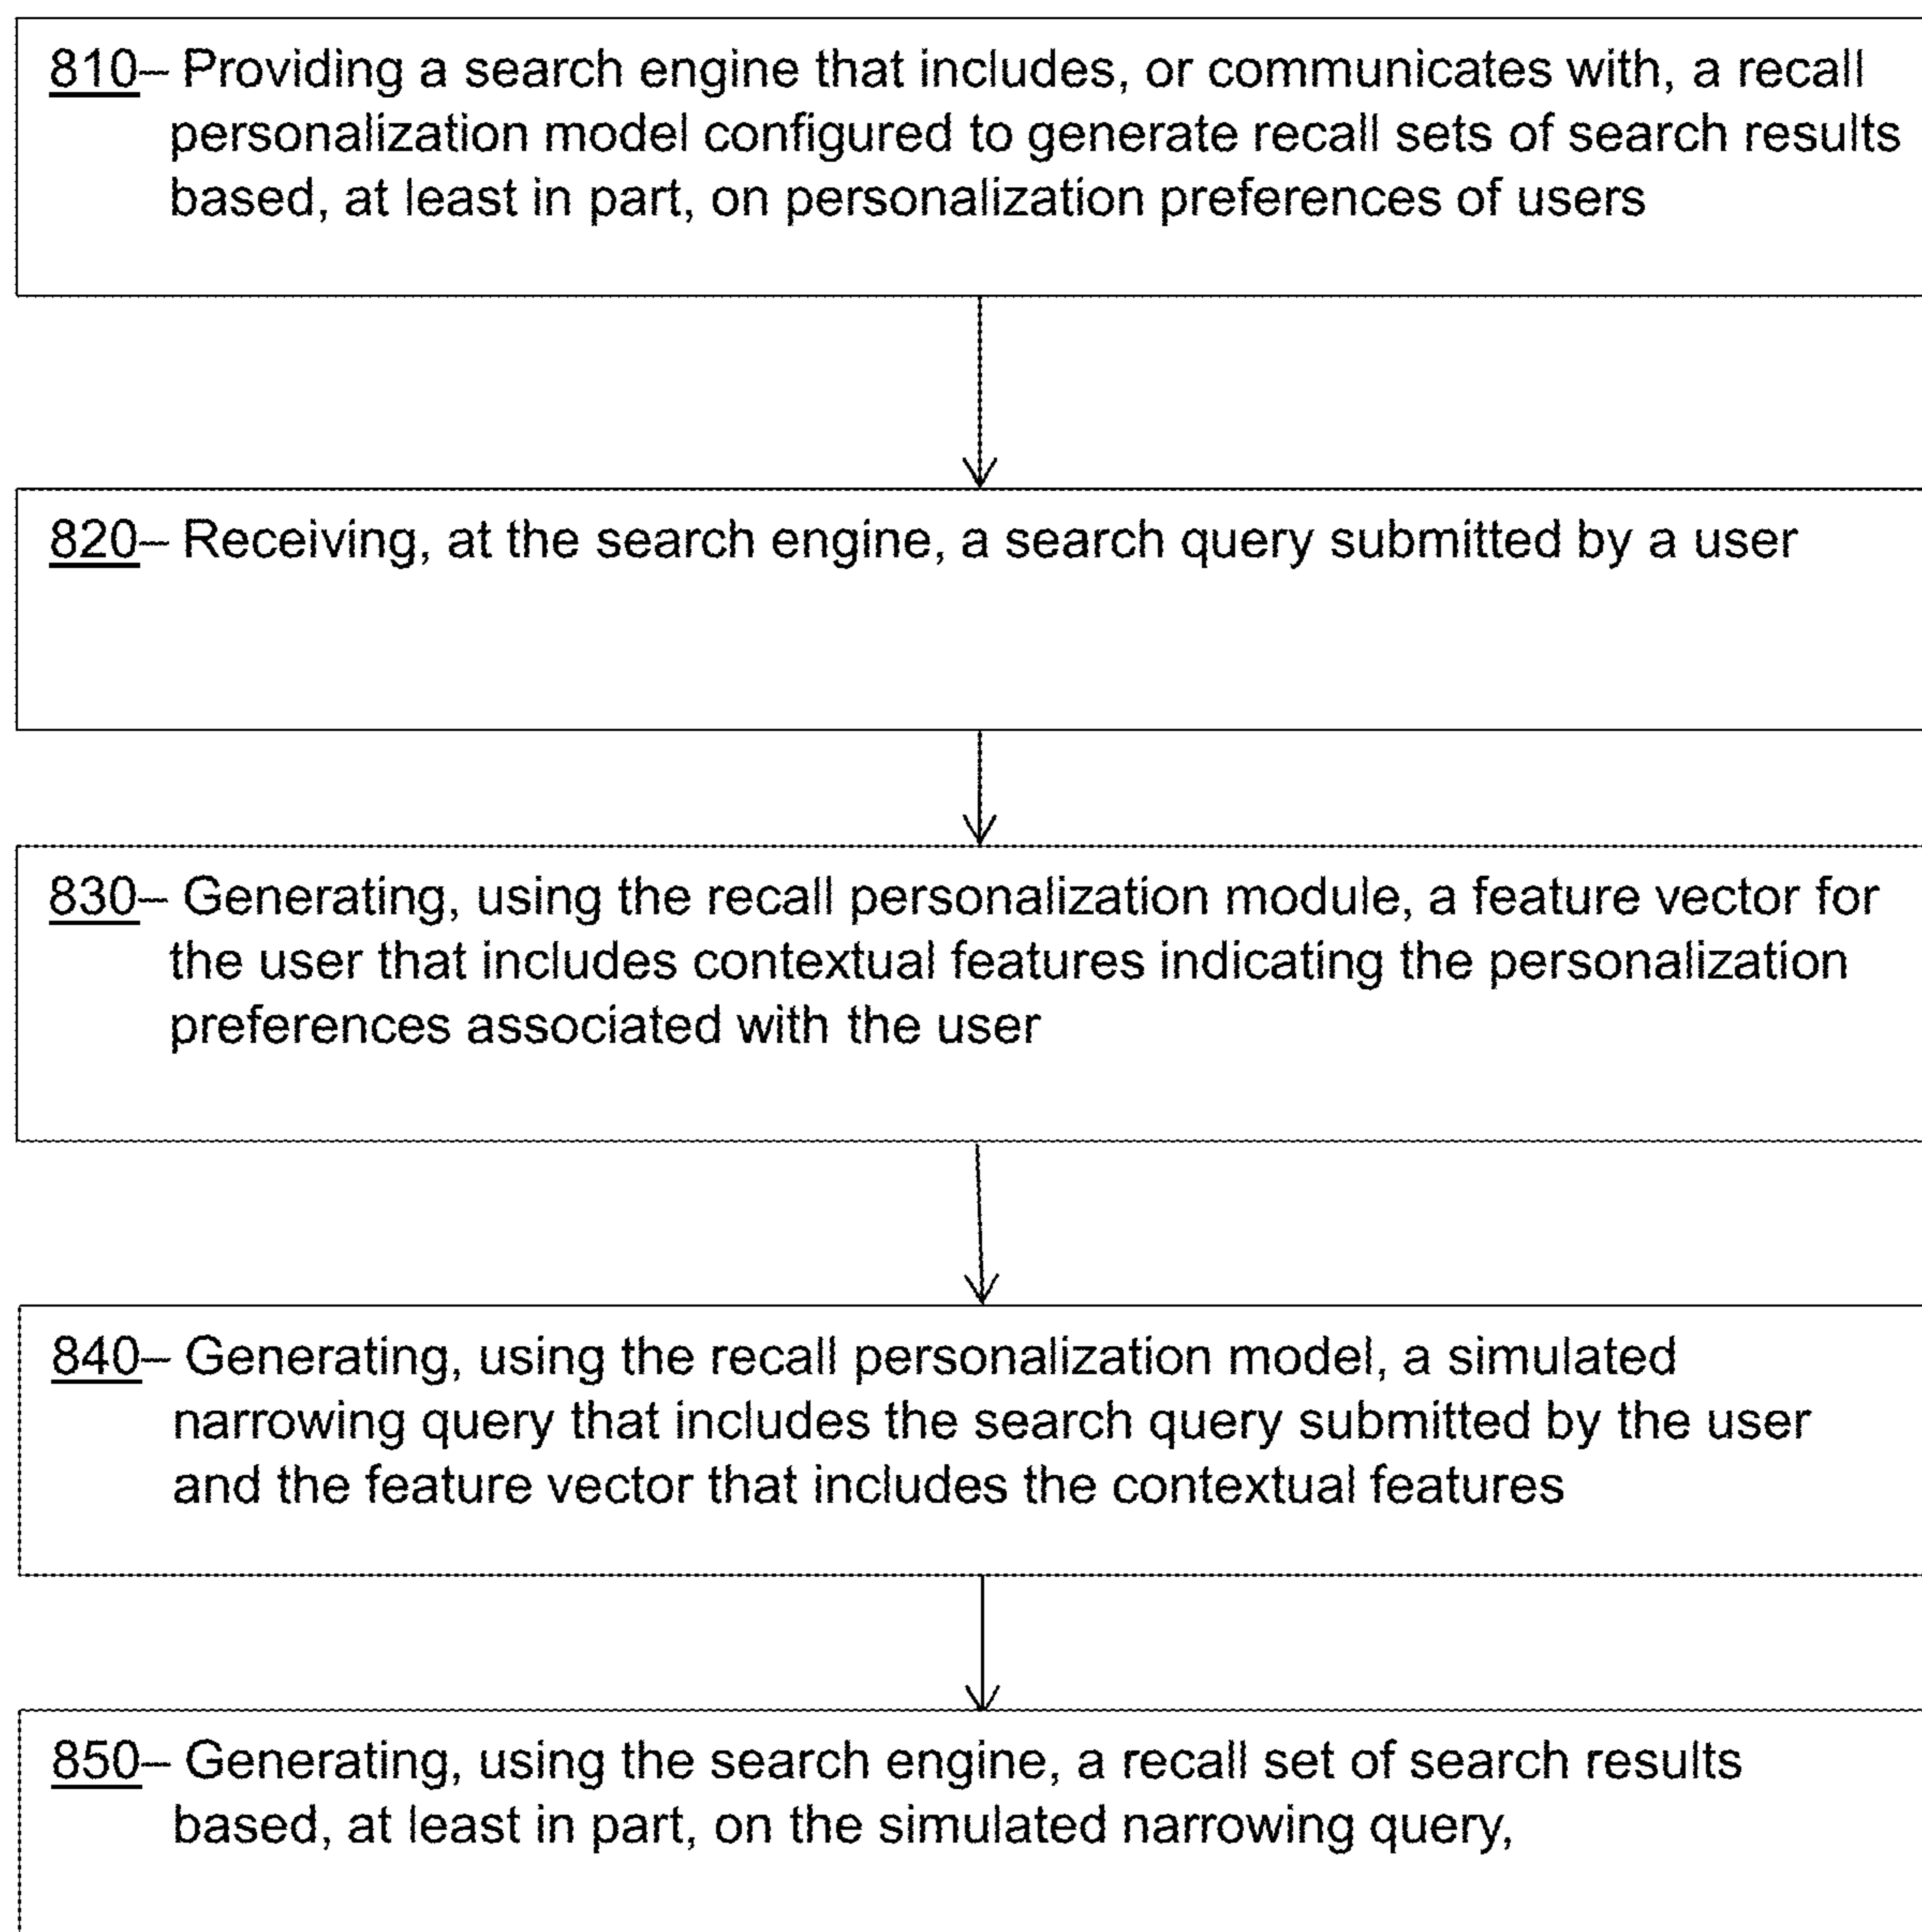 810– Providing a search engine that includes, or communicates with, a recall
personalization model configured to generate recall sets of search results
based, at least in part, on personalization preferences of users
820– Receiving, at the search engine, a search query submitted by a user
830– Generating, using the recall personalization module, a feature vector for
the user that includes contextual features indicating the personalization
preferences associated with the user
840– Generating, using the recall personalization model, a simulated
narrowing query that includes the search query submitted by the user
and the feature vector that includes the contextual features
850– Generating, using the search engine, a recall set of search results
based, at least in part, on the simulated narrowing query,